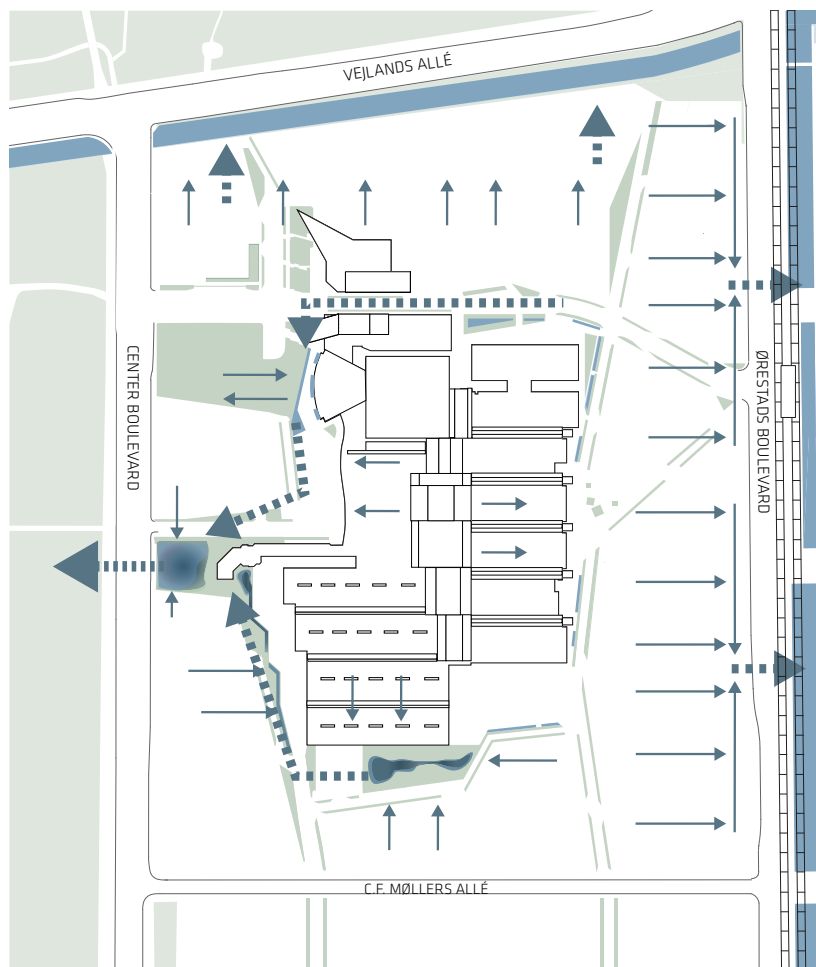 VEJLANDS ALLÉ
CENTER BOULEVARD
ØRESTADS BOULEVARD
C.F. MØLLERS ALLÉ